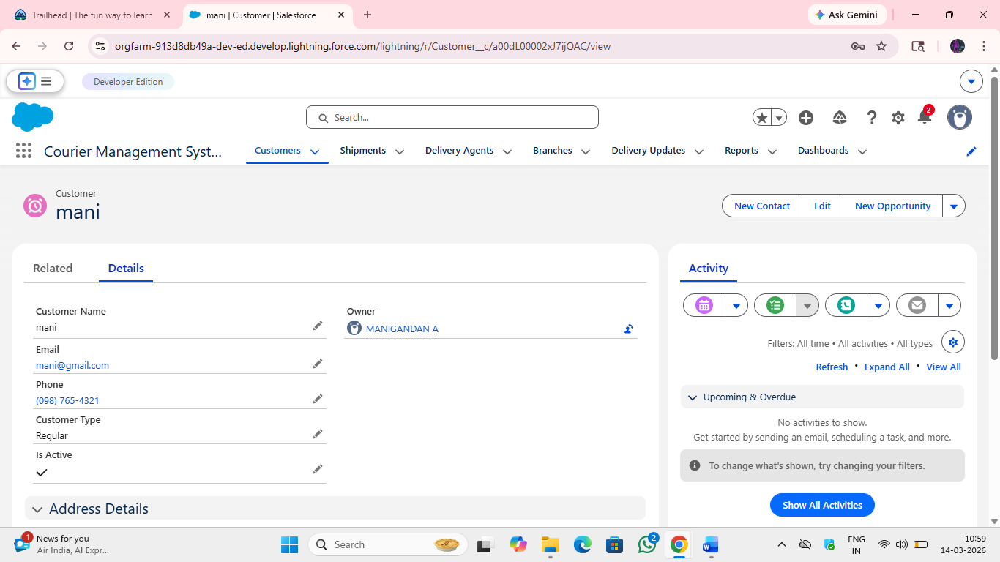 Trailhead | The fun way to learn
mani | Customer | Salesforce
Ask Gemini
orgfarm-913d8db49a-dev-ed.develop.lightning.force.com/lightning/r/Customer__c/a00dL00002xJ7ijQAC/view
Developer Edition
Search...
2
Courier Management Syst...
Customers
Shipments
Delivery Agents
Branches
Delivery Updates
Reports
Dashboards
Customer
mani
New Contact
Edit
New Opportunity
Related
Details
Customer Name
mani
Owner
MANIGANDAN A
Email
mani@gmail.com
Phone
(098) 765-4321
Customer Type
Regular
Is Active
Address Details
Activity
Filters: All time • All activities • All types
Refresh • Expand All • View All
Upcoming & Overdue
No activities to show.
Get started by sending an email, scheduling a task, and more.
To change what's shown, try changing your filters.
Show All Activities
1
News for you
Air India, AI Expr...
Search
2
ENG
IN
10:59
14-03-2026